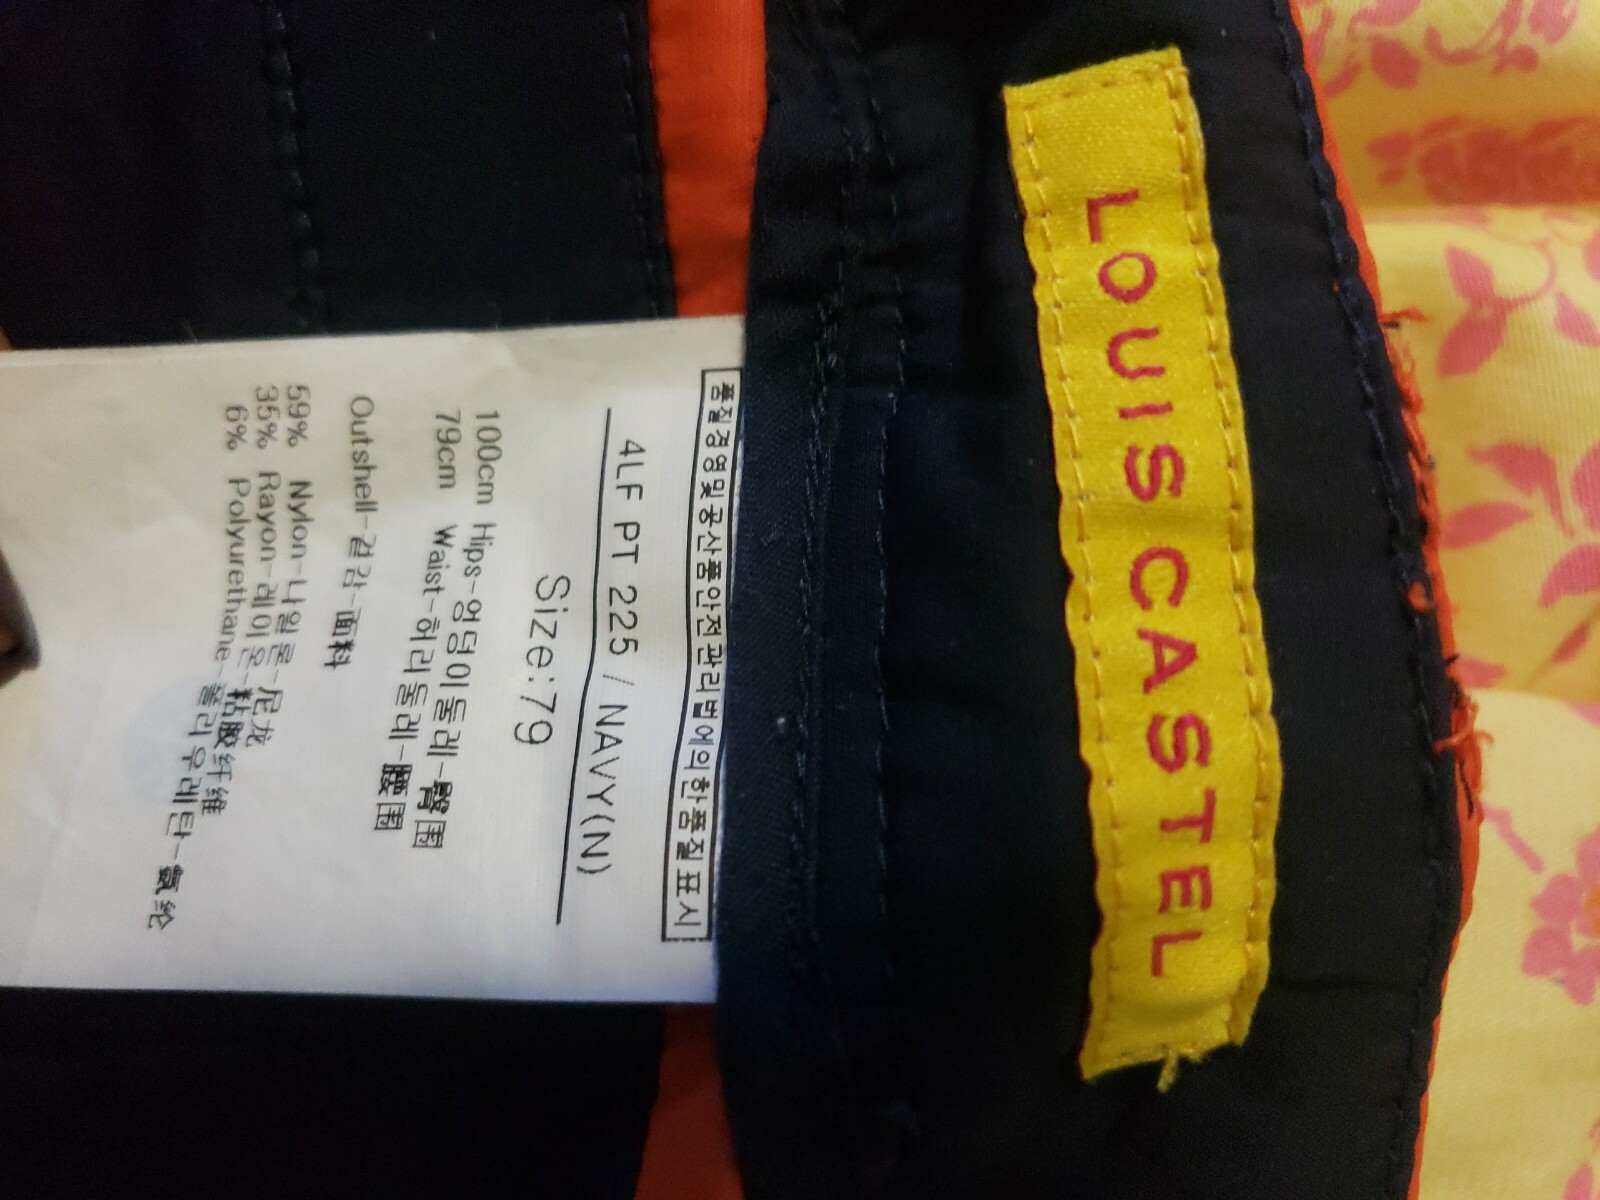 LOUISCASTEL
품질경영및공산품안전관리법에의한품질표시
4LF PT 225 / NAVY(N)
Size:79
100cm Hips-엉덩이둘레-臀围
79cm Waist-허리둘레-腰围
Outshell-겉감-面料
59% Nylon-나일론-尼龙
35% Rayon-레이온-粘胶纤维
6% Polyurethane-폴리우레탄-氨纶